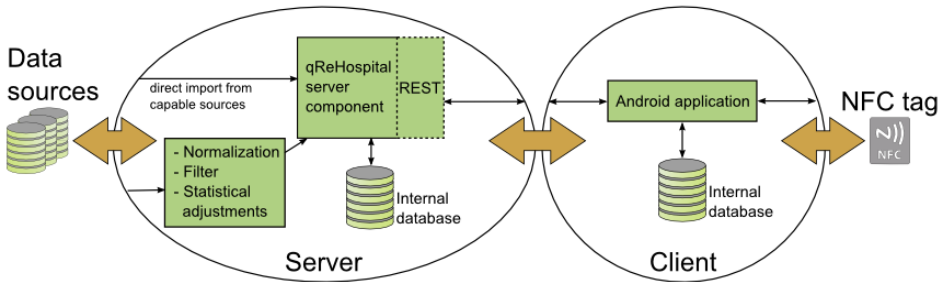 Data
sources
direct import from
capable sources
- Normalization
- Filter
- Statistical
adjustments
qReHospital
server
component
REST
Internal
database
Server
Android application
Internal
database
Client
NFC tag
NFC